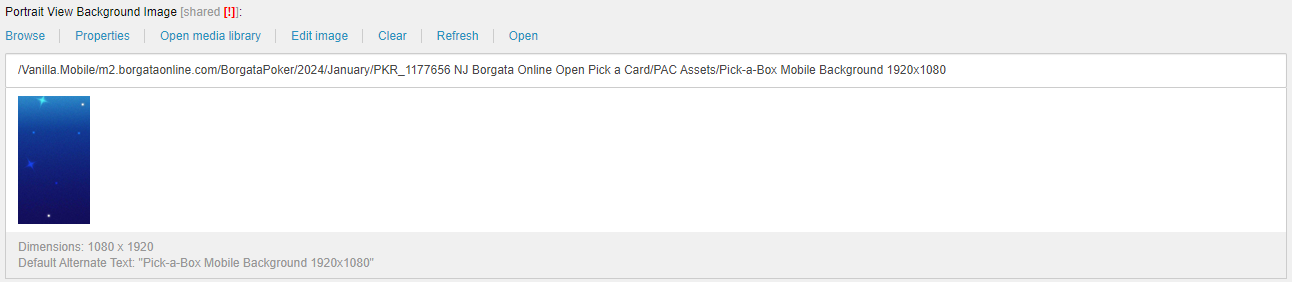 Portrait View Background Image [shared [!]]:
Browse Properties Open media library Edit image Clear Refresh Open
/Vanilla.Mobile/m2.borgataonline.com/BorgataPoker/2024/January/PKR_1177656 NJ Borgata Online Open Pick a Card/PAC Assets/Pick-a-Box Mobile Background 1920x1080
Dimensions: 1080 x 1920
Default Alternate Text: "Pick-a-Box Mobile Background 1920x1080"